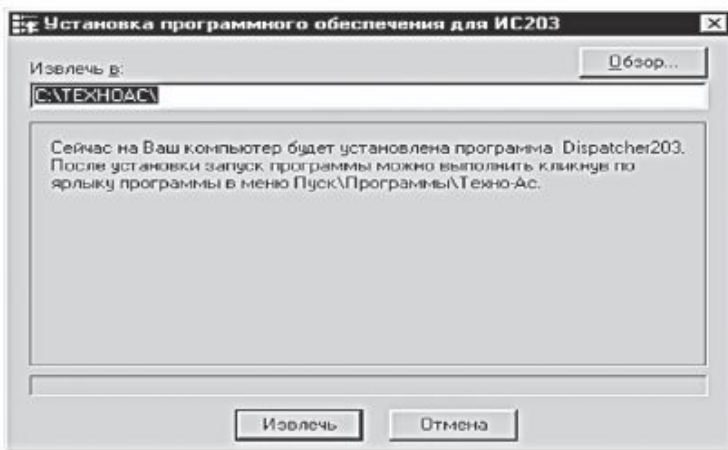 Установка программного обеспечения для ИС203
Извлечь в:
Обзор...
C:\ТЕХНОАС\
Сейчас на Ваш компьютер будет установлена программа Dispatcher203.
После установки запуск программы можно выполнить кликнув по
ярлыку программы в меню Пуск\Программы\Техно-Ас.
Извлечь
Отмена